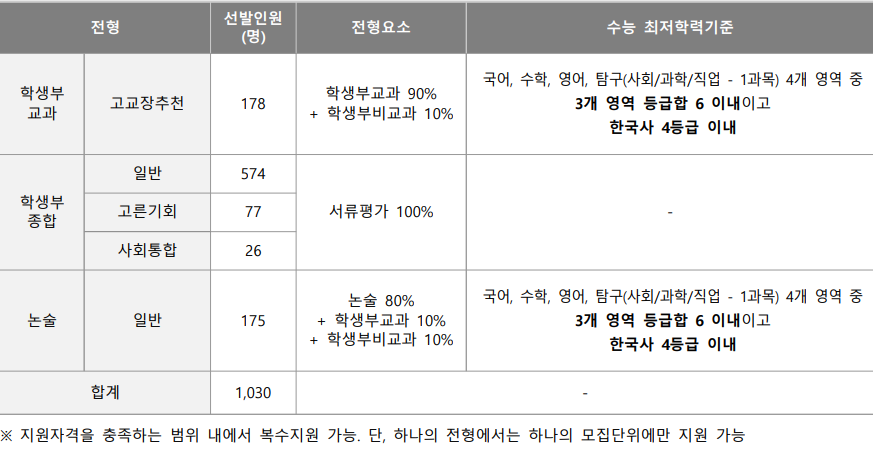 전형 선발인원 (명) 전형요소 수능 최저학력기준
학생부 교과 고교장추천 178 학생부교과 90%
+ 학생부비교과 10%
국어, 수학, 영어, 탐구(사회/과학/직업 - 1과목) 4개 영역 중
3개 영역 등급합 6 이내이고
한국사 4등급 이내
학생부 종합 일반 574 서류평가 100% -
고른기회 77
사회통합 26
논술 일반 175 논술 80%
+ 학생부교과 10%
+ 학생부비교과 10%
국어, 수학, 영어, 탐구(사회/과학/직업 - 1과목) 4개 영역 중
3개 영역 등급합 6 이내이고
한국사 4등급 이내
합계 1,030 -
※ 지원자격을 충족하는 범위 내에서 복수지원 가능. 단, 하나의 전형에서는 하나의 모집단위에만 지원 가능